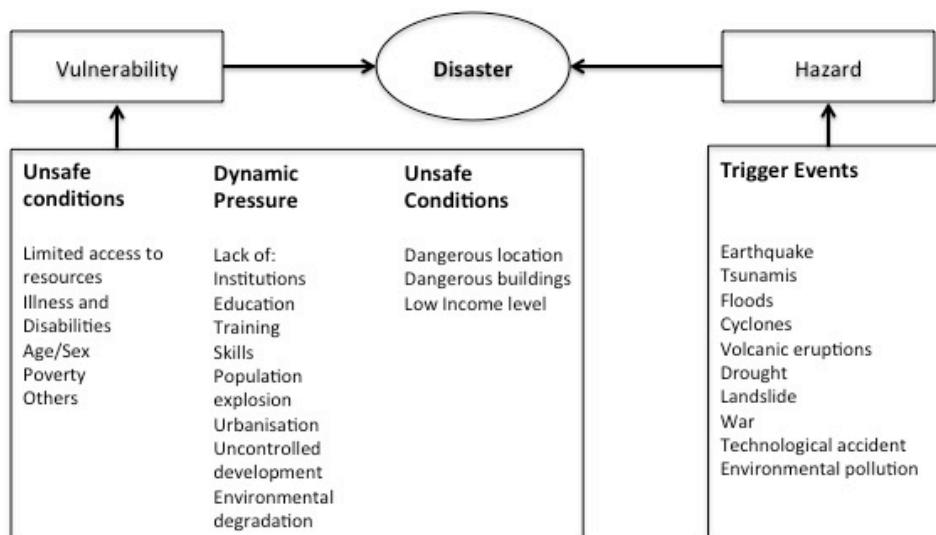 Vulnerability
Disaster
Hazard
Unsafe
conditions
Limited access to
resources
Illness and
Disabilities
Age/Sex
Poverty
Others
Dynamic
Pressure
Lack of:
Institutions
Education
Training
Skills
Population
explosion
Urbanisation
Uncontrolled
development
Environmental
degradation
Unsafe
Conditions
Dangerous location
Dangerous buildings
Low Income level
Trigger Events
Earthquake
Tsunamis
Floods
Cyclones
Volcanic eruptions
Drought
Landslide
War
Technological accident
Environmental pollution